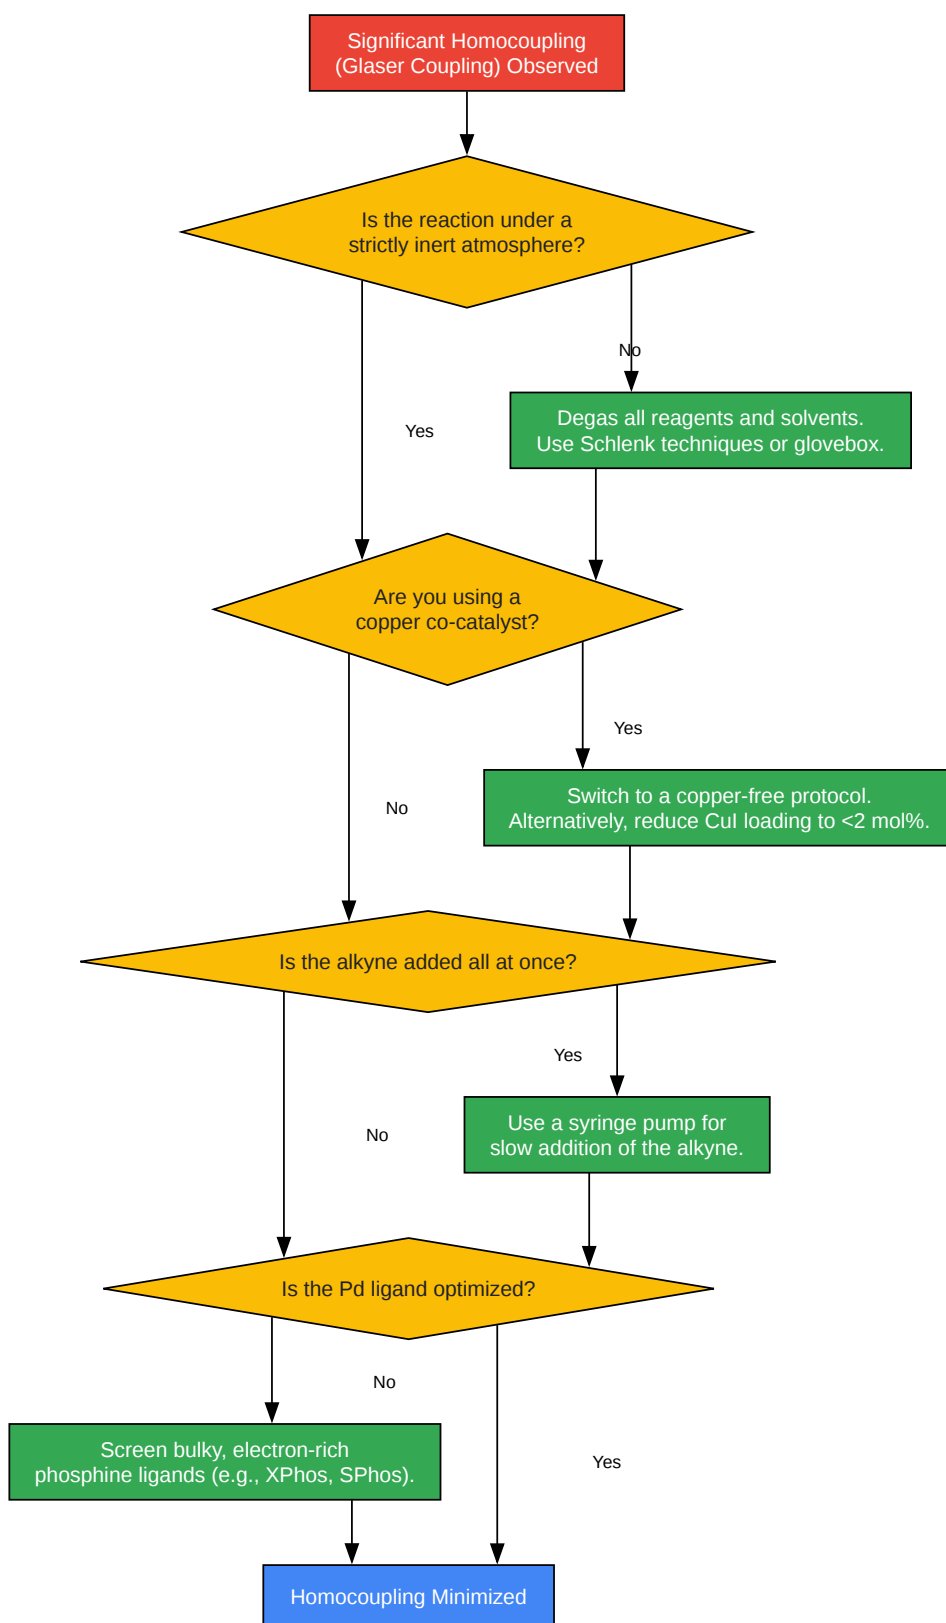 Significant Homocoupling
(Glaser Coupling) Observed
Is the reaction under a
strictly inert atmosphere?
No
Degas all reagents and solvents.
Use Schlenk techniques or glovebox.
Yes
Are you using a
copper co-catalyst?
Yes
Switch to a copper-free protocol.
Alternatively, reduce CuI loading to <2 mol%.
No
Is the alkyne added all at once?
Yes
Use a syringe pump for
slow addition of the alkyne.
No
Is the Pd ligand optimized?
No
Screen bulky, electron-rich
phosphine ligands (e.g., XPhos, SPhos).
Yes
Homocoupling Minimized